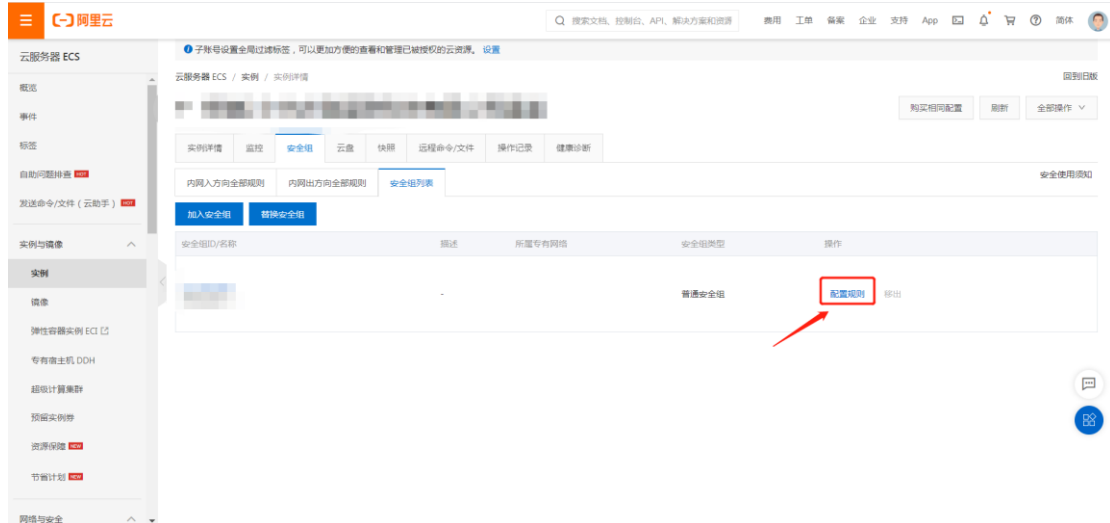 阿里云
搜索文档、控制台、API、解决方案和资源
费用 工单 备案 企业 支持 App 简体
云服务器 ECS
子账号设置全局过滤标签，可以更加方便的查看和管理已被授权的云资源。 设置
概览
事件
标签
自助问题排查 HOT
发送命令/文件（云助手） HOT
实例与镜像
实例
镜像
弹性容器实例 ECI
专有宿主机 DDH
超级计算集群
预留实例券
资源保障 NEW
节省计划 NEW
网络与安全
云服务器 ECS / 实例 / 实例详情
回到旧版
购买相同配置 刷新 全部操作
实例详情 监控 安全组 云盘 快照 远程命令/文件 操作记录 健康诊断
内网入方向全部规则 内网出方向全部规则 安全组列表
安全使用须知
加入安全组 替换安全组
安全组ID/名称 描述 所属专有网络 安全组类型 操作
- 普通安全组 配置规则 移出